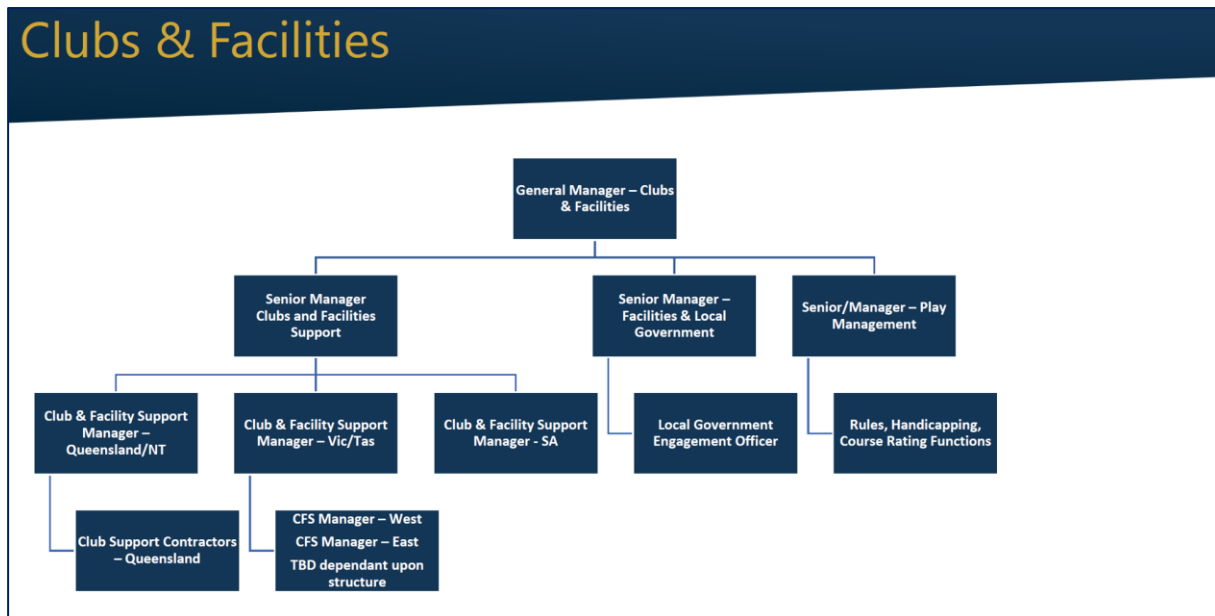 Clubs & Facilities
General Manager – Clubs
& Facilities
Senior Manager
Clubs and Facilities
Support
Senior Manager –
Facilities & Local
Government
Senior/Manager – Play
Management
Club & Facility Support
Manager –
Queensland/NT
Club & Facility Support
Manager – Vic/Tas
Club & Facility Support
Manager - SA
Local Government
Engagement Officer
Rules, Handicapping,
Course Rating Functions
Club Support Contractors
– Queensland
CFS Manager – West
CFS Manager – East
TBD dependant upon
structure